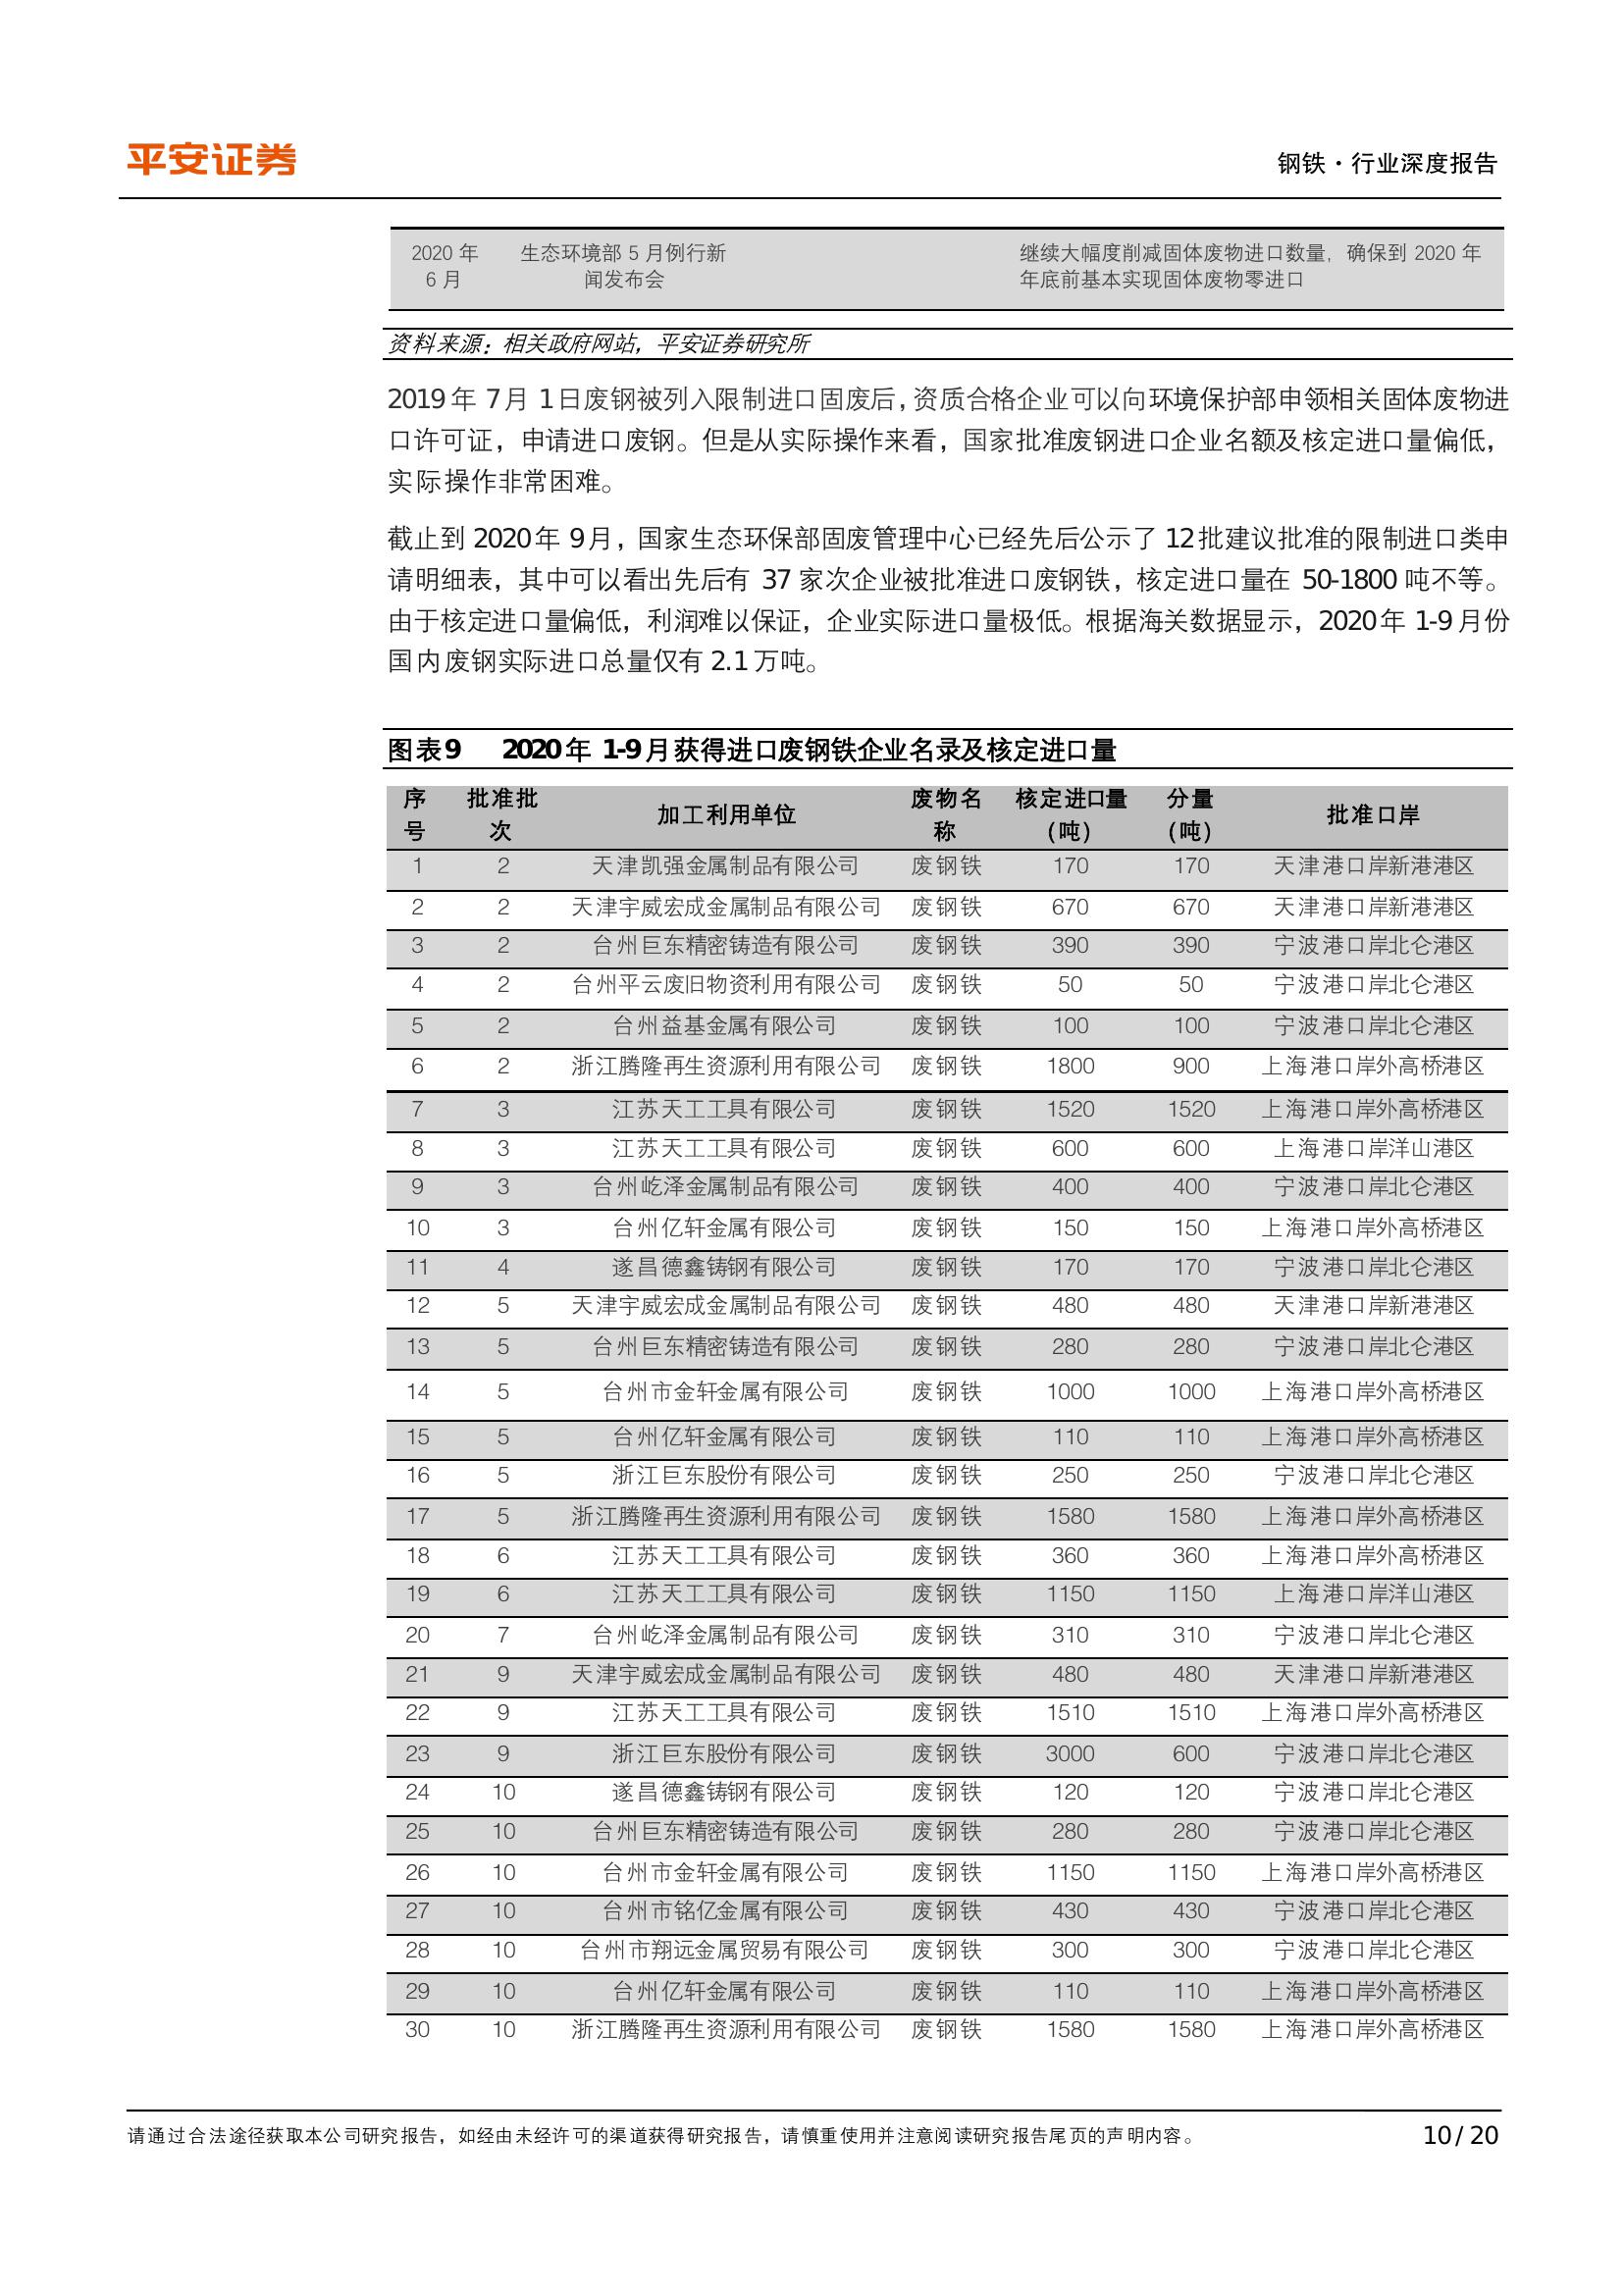 平安证券
钢铁·行业深度报告
2020 年 生态环境部 5 月例行新 继续大幅度削减固体废物进口数量，确保到 2020 年
6 月 闻发布会 年底前基本实现固体废物零进口
资料来源：相关政府网站，平安证券研究所
2019年 7月 1日废钢被列入限制进口固废后，资质合格企业可以向环境保护部申领相关固体废物进
口许可证，申请进口废钢。但是从实际操作来看，国家批准废钢进口企业名额及核定进口量偏低，
实际操作非常困难。
截止到 2020年 9月，国家生态环保部固废管理中心已经先后公示了 12批建议批准的限制进口类申
请明细表，其中可以看出先后有 37 家次企业被批准进口废钢铁，核定进口量在 50-1800 吨不等。
由于核定进口量偏低，利润难以保证，企业实际进口量极低。根据海关数据显示，2020年 1-9月份
国内废钢实际进口总量仅有 2.1万吨。
图表9 2020年 1-9月获得进口废钢铁企业名录及核定进口量
序号 批准批次 加工利用单位 废物名称 核定进口量（吨） 分量（吨） 批准口岸
1 2 天津凯强金属制品有限公司 废钢铁 170 170 天津港口岸新港港区
2 2 天津宇威宏成金属制品有限公司 废钢铁 670 670 天津港口岸新港港区
3 2 台州巨东精密铸造有限公司 废钢铁 390 390 宁波港口岸北仑港区
4 2 台州平云废旧物资利用有限公司 废钢铁 50 50 宁波港口岸北仑港区
5 2 台州益基金属有限公司 废钢铁 100 100 宁波港口岸北仑港区
6 2 浙江腾隆再生资源利用有限公司 废钢铁 1800 900 上海港口岸外高桥港区
7 3 江苏天工工具有限公司 废钢铁 1520 1520 上海港口岸外高桥港区
8 3 江苏天工工具有限公司 废钢铁 600 600 上海港口岸洋山港区
9 3 台州屹泽金属制品有限公司 废钢铁 400 400 宁波港口岸北仑港区
10 3 台州亿轩金属有限公司 废钢铁 150 150 上海港口岸外高桥港区
11 4 遂昌德鑫铸钢有限公司 废钢铁 170 170 宁波港口岸北仑港区
12 5 天津宇威宏成金属制品有限公司 废钢铁 480 480 天津港口岸新港港区
13 5 台州巨东精密铸造有限公司 废钢铁 280 280 宁波港口岸北仑港区
14 5 台州市金轩金属有限公司 废钢铁 1000 1000 上海港口岸外高桥港区
15 5 台州亿轩金属有限公司 废钢铁 110 110 上海港口岸外高桥港区
16 5 浙江巨东股份有限公司 废钢铁 250 250 宁波港口岸北仑港区
17 5 浙江腾隆再生资源利用有限公司 废钢铁 1580 1580 上海港口岸外高桥港区
18 6 江苏天工工具有限公司 废钢铁 360 360 上海港口岸外高桥港区
19 6 江苏天工工具有限公司 废钢铁 1150 1150 上海港口岸洋山港区
20 7 台州屹泽金属制品有限公司 废钢铁 310 310 宁波港口岸北仑港区
21 9 天津宇威宏成金属制品有限公司 废钢铁 480 480 天津港口岸新港港区
22 9 江苏天工工具有限公司 废钢铁 1510 1510 上海港口岸外高桥港区
23 9 浙江巨东股份有限公司 废钢铁 3000 600 宁波港口岸北仑港区
24 10 遂昌德鑫铸钢有限公司 废钢铁 120 120 宁波港口岸北仑港区
25 10 台州巨东精密铸造有限公司 废钢铁 280 280 宁波港口岸北仑港区
26 10 台州市金轩金属有限公司 废钢铁 1150 1150 上海港口岸外高桥港区
27 10 台州市铭亿金属有限公司 废钢铁 430 430 宁波港口岸北仑港区
28 10 台州市翔远金属贸易有限公司 废钢铁 300 300 宁波港口岸北仑港区
29 10 台州亿轩金属有限公司 废钢铁 110 110 上海港口岸外高桥港区
30 10 浙江腾隆再生资源利用有限公司 废钢铁 1580 1580 上海港口岸外高桥港区
请通过合法途径获取本公司研究报告，如经由未经许可的渠道获得研究报告，请慎重使用并注意阅读研究报告尾页的声明内容。
10 / 20